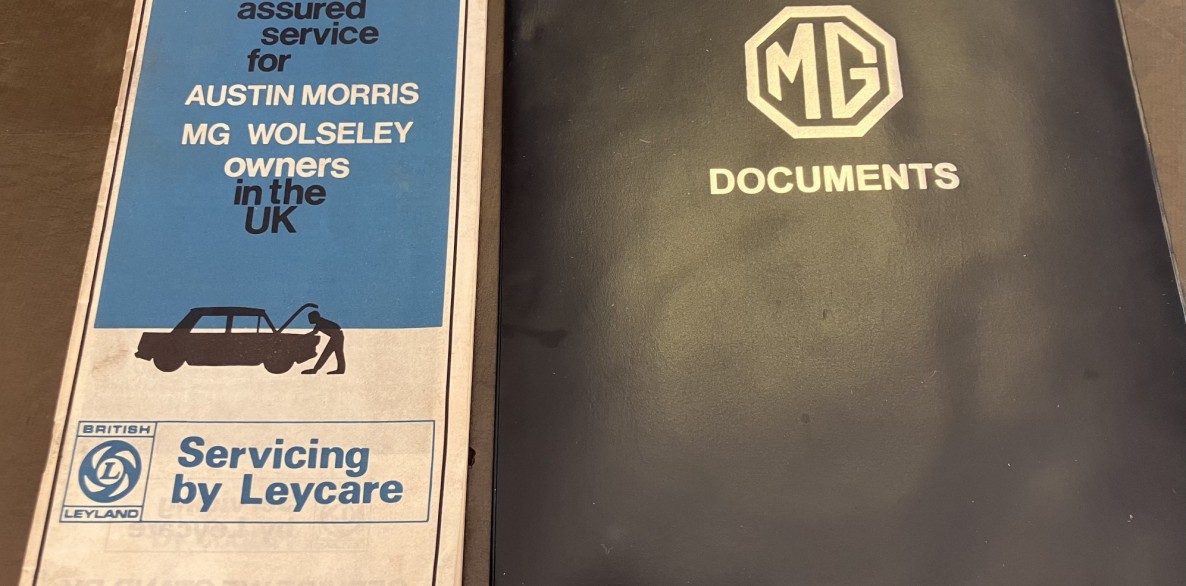 assured
service
for
AUSTIN MORRIS
MG WOLSELEY
owners
in the
UK
BRITISH
L
LEYLAND
Servicing
by Leycare
MG
DOCUMENTS